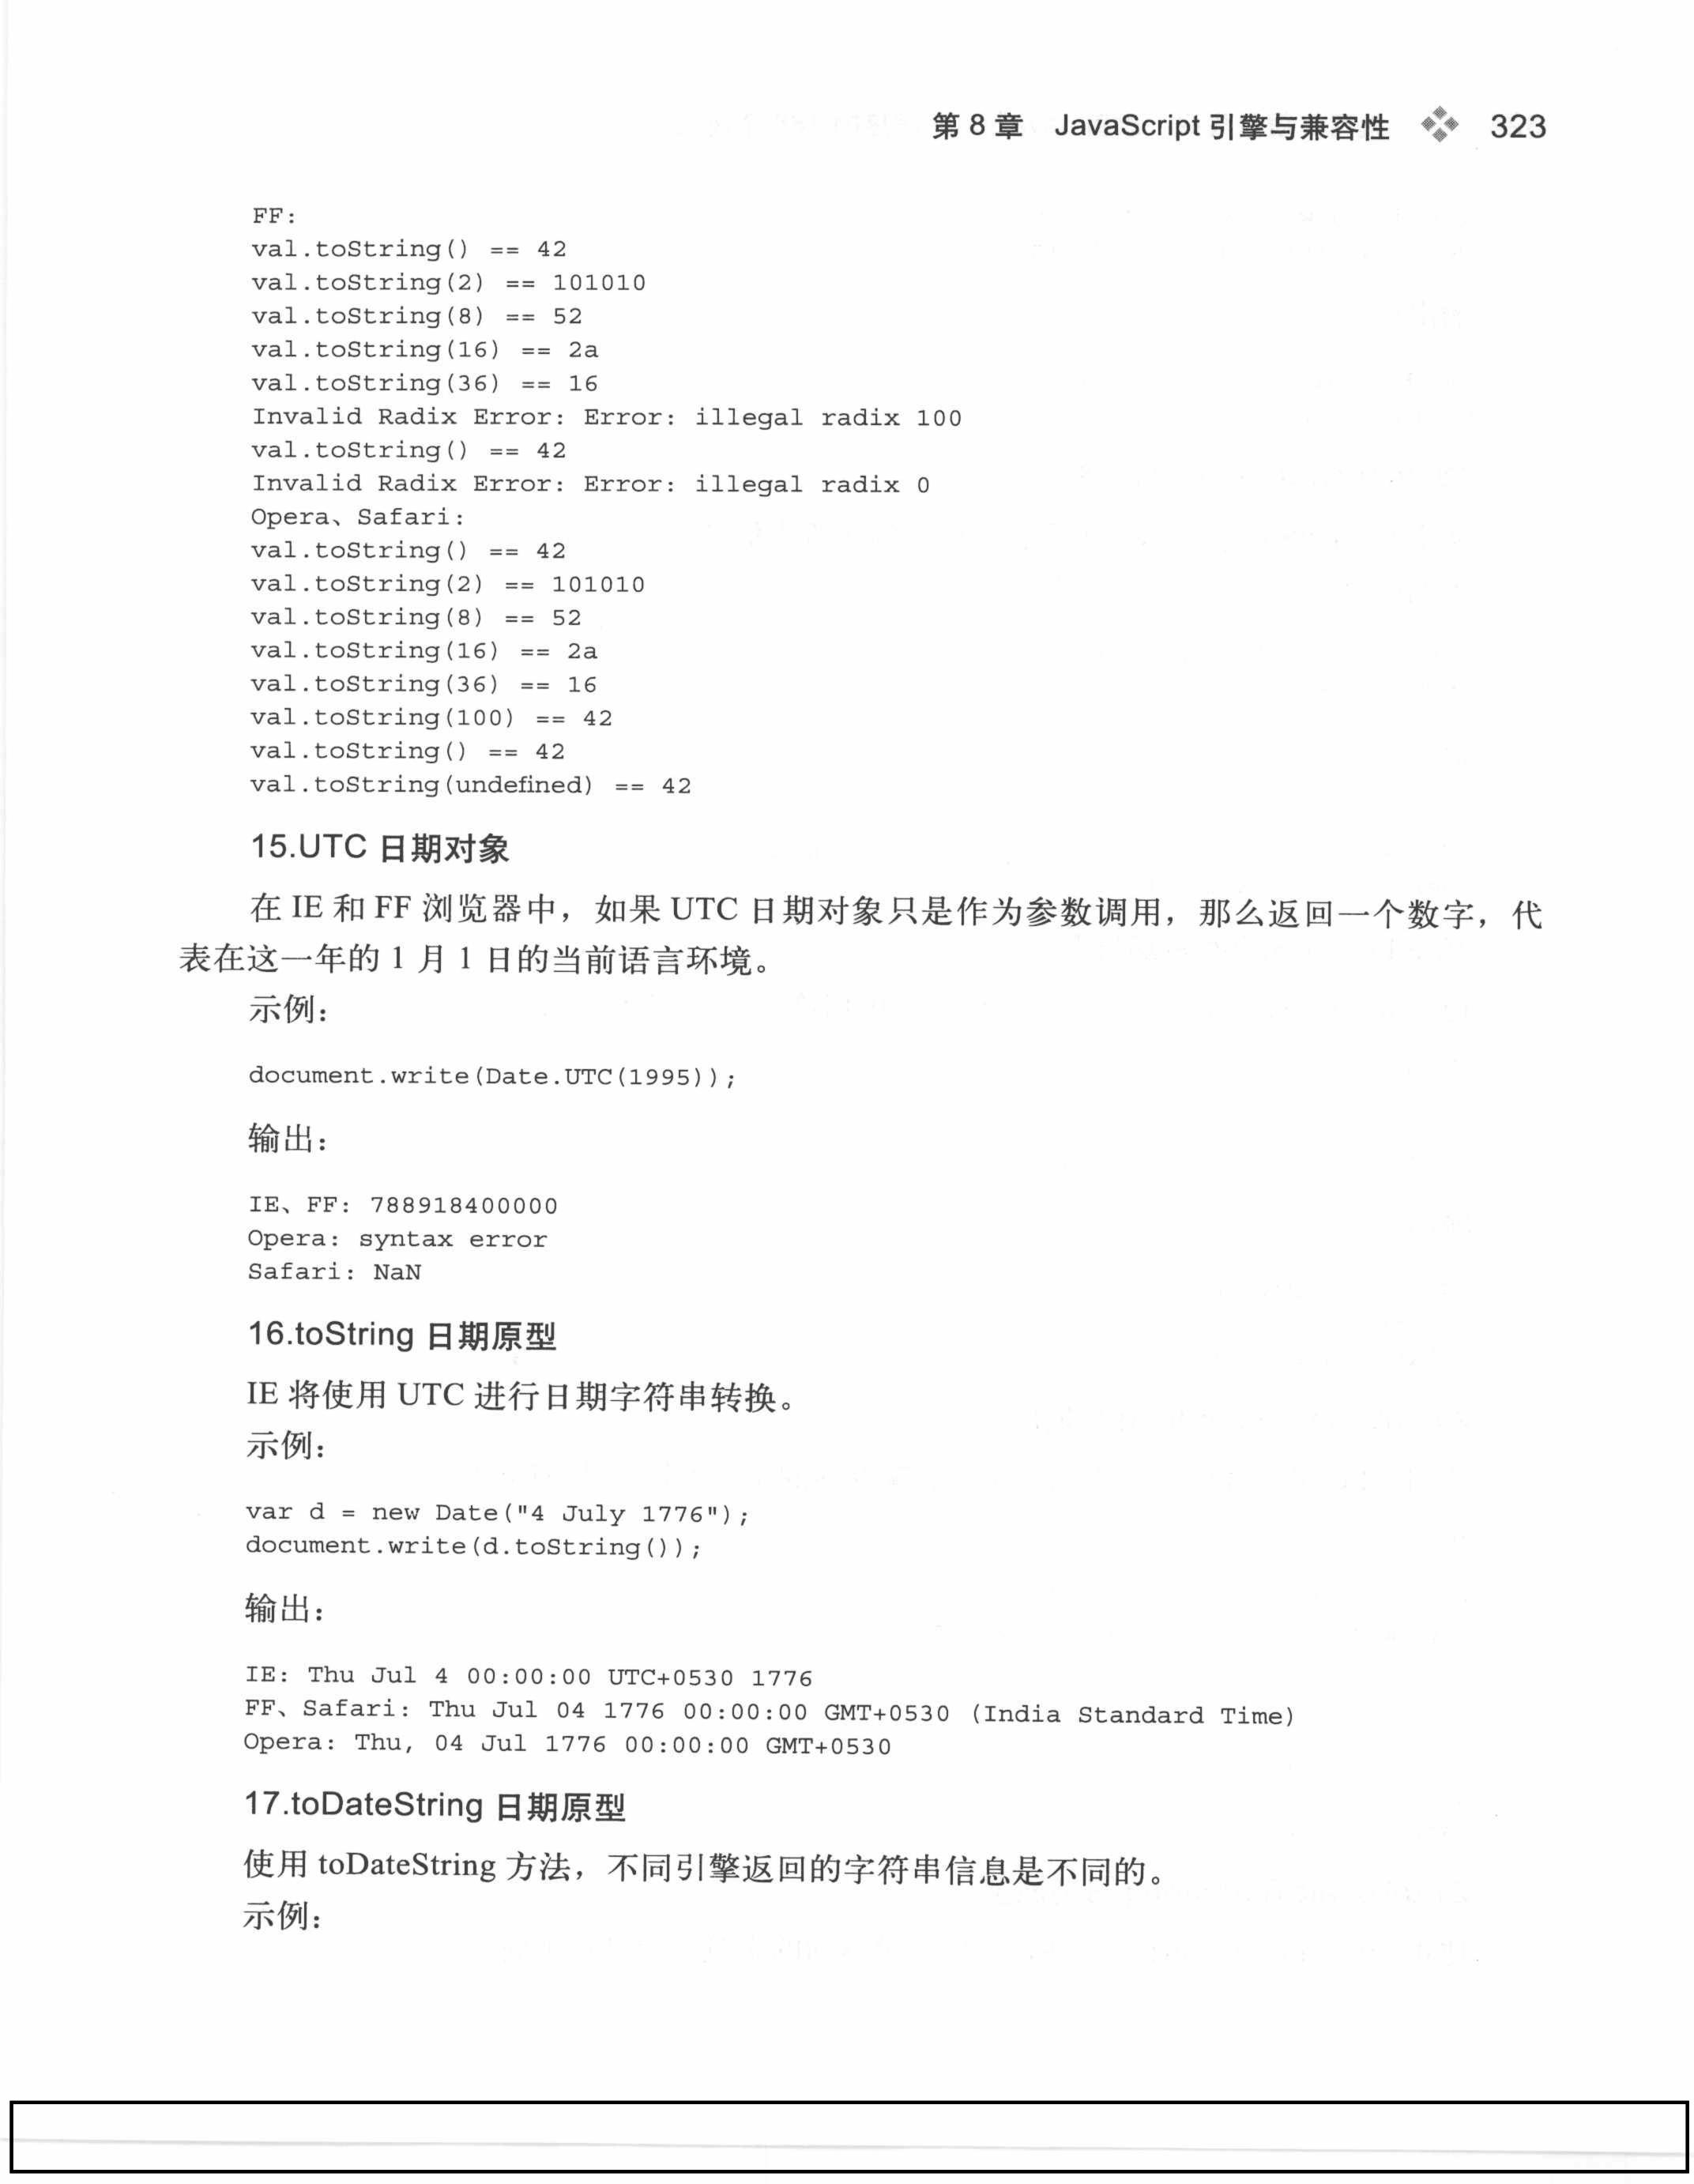 第 8 章 JavaScript 引擎与兼容性 323
FF:
val.toString() == 42
val.toString(2) == 101010
val.toString(8) == 52
val.toString(16) == 2a
val.toString(36) == 16
Invalid Radix Error: Error: illegal radix 100
val.toString() == 42
Invalid Radix Error: Error: illegal radix 0
Opera、Safari:
val.toString() == 42
val.toString(2) == 101010
val.toString(8) == 52
val.toString(16) == 2a
val.toString(36) == 16
val.toString(100) == 42
val.toString() == 42
val.toString(undefined) == 42
15.UTC 日期对象
在 IE 和 FF 浏览器中，如果 UTC 日期对象只是作为参数调用，那么返回一个数字，代
表在这一年的 1 月 1 日的当前语言环境。
示例：
document.write(Date.UTC(1995));
输出：
IE、FF: 788918400000
Opera: syntax error
Safari: NaN
16.toString 日期原型
IE 将使用 UTC 进行日期字符串转换。
示例：
var d = new Date("4 July 1776");
document.write(d.toString());
输出：
IE: Thu Jul 4 00:00:00 UTC+0530 1776
FF、Safari: Thu Jul 04 1776 00:00:00 GMT+0530 (India Standard Time)
Opera: Thu, 04 Jul 1776 00:00:00 GMT+0530
17.toDateString 日期原型
使用 toDateString 方法，不同引擎返回的字符串信息是不同的。
示例：